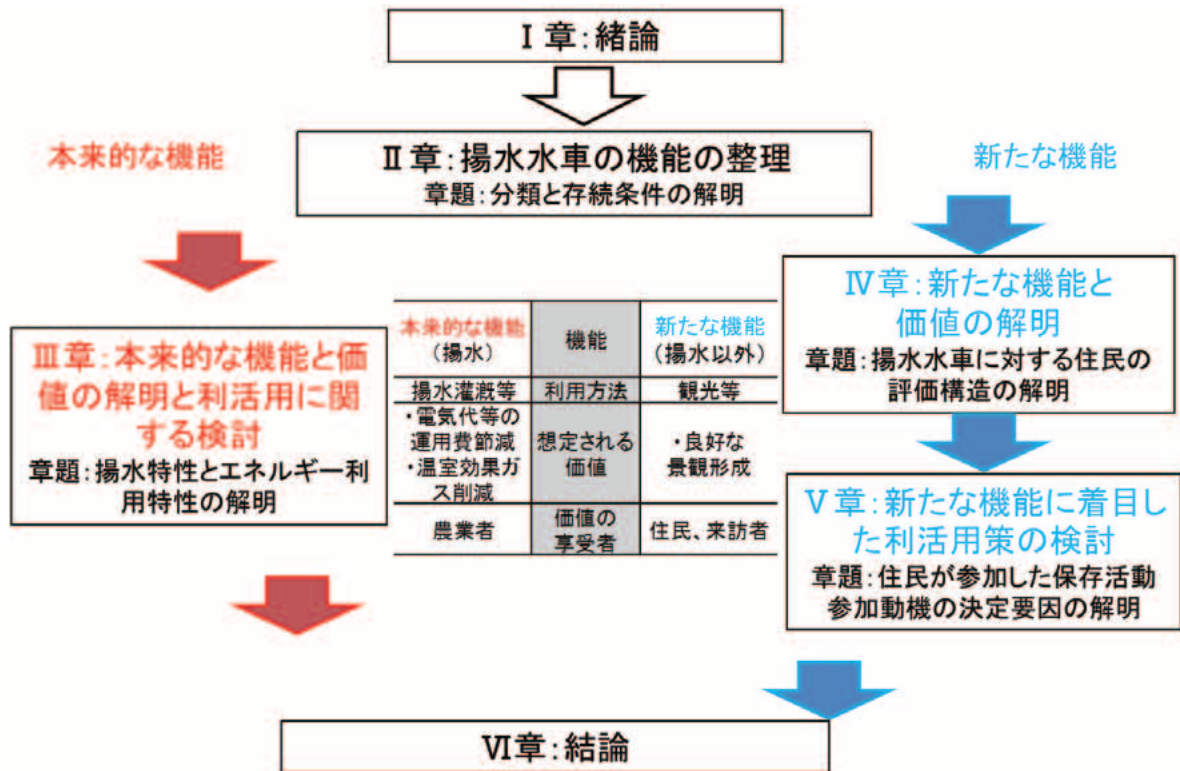 Ⅰ章:緒論
本来的な機能
Ⅱ章:揚水水車の機能の整理
章題:分類と存続条件の解明
新たな機能
Ⅲ章:本来的な機能と価
値の解明と利活用に関
する検討
章題:揚水特性とエネルギー利
用特性の解明
本来的な機能
(揚水)
機能
新たな機能
(揚水以外)
揚水灌漑等
利用方法
観光等
・電気代等の
運用費節減
・温室効果ガ
ス削減
想定される
価値
・良好な
景観形成
農業者
価値の
享受者
住民、来訪者
Ⅳ章:新たな機能と
価値の解明
章題:揚水水車に対する住民の
評価構造の解明
Ⅴ章:新たな機能に着目し
た利活用策の検討
章題:住民が参加した保存活動
参加動機の決定要因の解明
Ⅵ章:結論